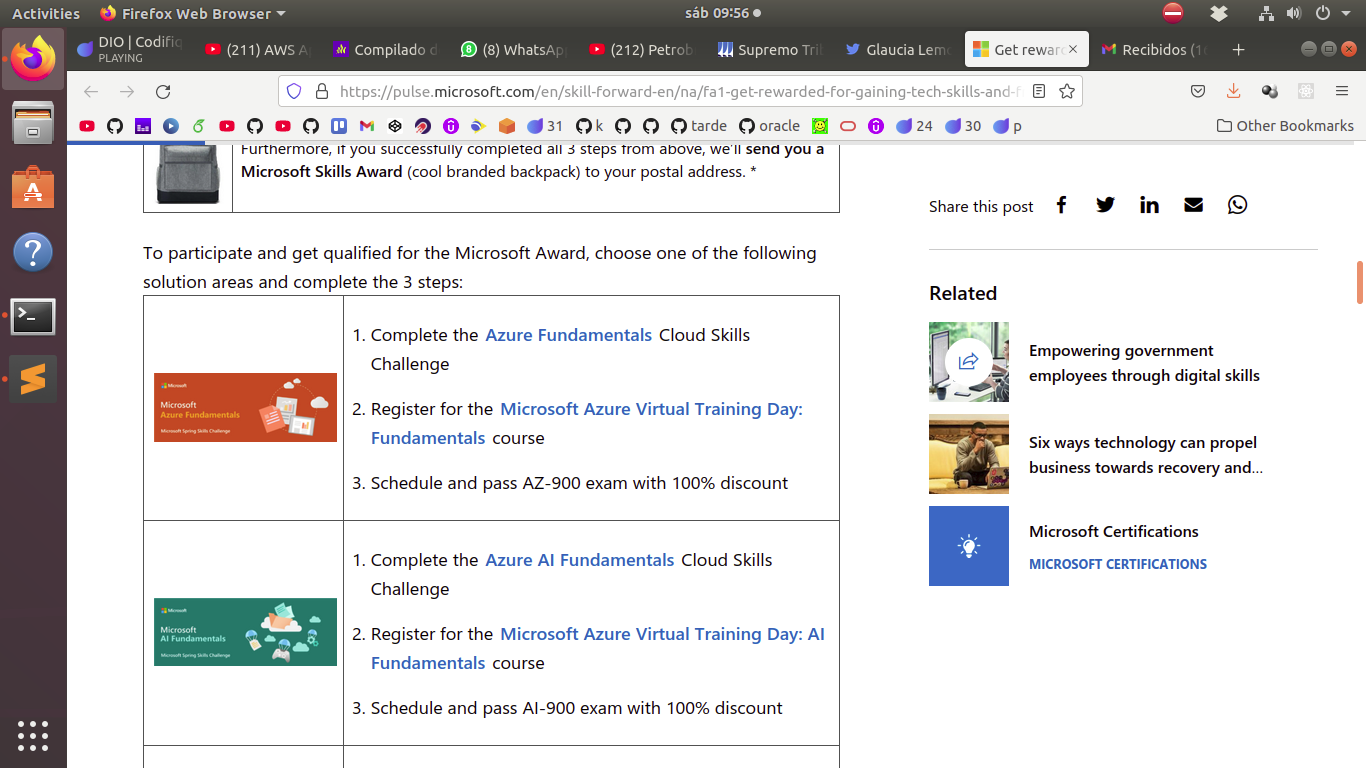 Activities
Firefox Web Browser
sáb 09:56
DIO | Codifiq
PLAYING
(211) AWS A
Compilado d
(8) WhatsAp
(212) Petrob
Supremo Tri
Glaucia Lemo
Get rewar
Recibidos (1
https://pulse.microsoft.com/en/skill-forward-en/na/fa1-get-rewarded-for-gaining-tech-skills-and-f
31
k
tarde
oracle
24
30
p
Other Bookmarks
Furthermore, if you successfully completed all 3 steps from above, we'll send you a
Microsoft Skills Award (cool branded backpack) to your postal address. *
To participate and get qualified for the Microsoft Award, choose one of the following
solution areas and complete the 3 steps:
Microsoft
Microsoft
Azure Fundamentals
Microsoft Spring Skills Challenge
1. Complete the Azure Fundamentals Cloud Skills
Challenge
2. Register for the Microsoft Azure Virtual Training Day:
Fundamentals course
3. Schedule and pass AZ-900 exam with 100% discount
Microsoft
Microsoft
AI Fundamentals
Microsoft Spring Skills Challenge
1. Complete the Azure AI Fundamentals Cloud Skills
Challenge
2. Register for the Microsoft Azure Virtual Training Day: AI
Fundamentals course
3. Schedule and pass AI-900 exam with 100% discount
Share this post
Related
Empowering government
employees through digital skills
Six ways technology can propel
business towards recovery and...
Microsoft Certifications
MICROSOFT CERTIFICATIONS